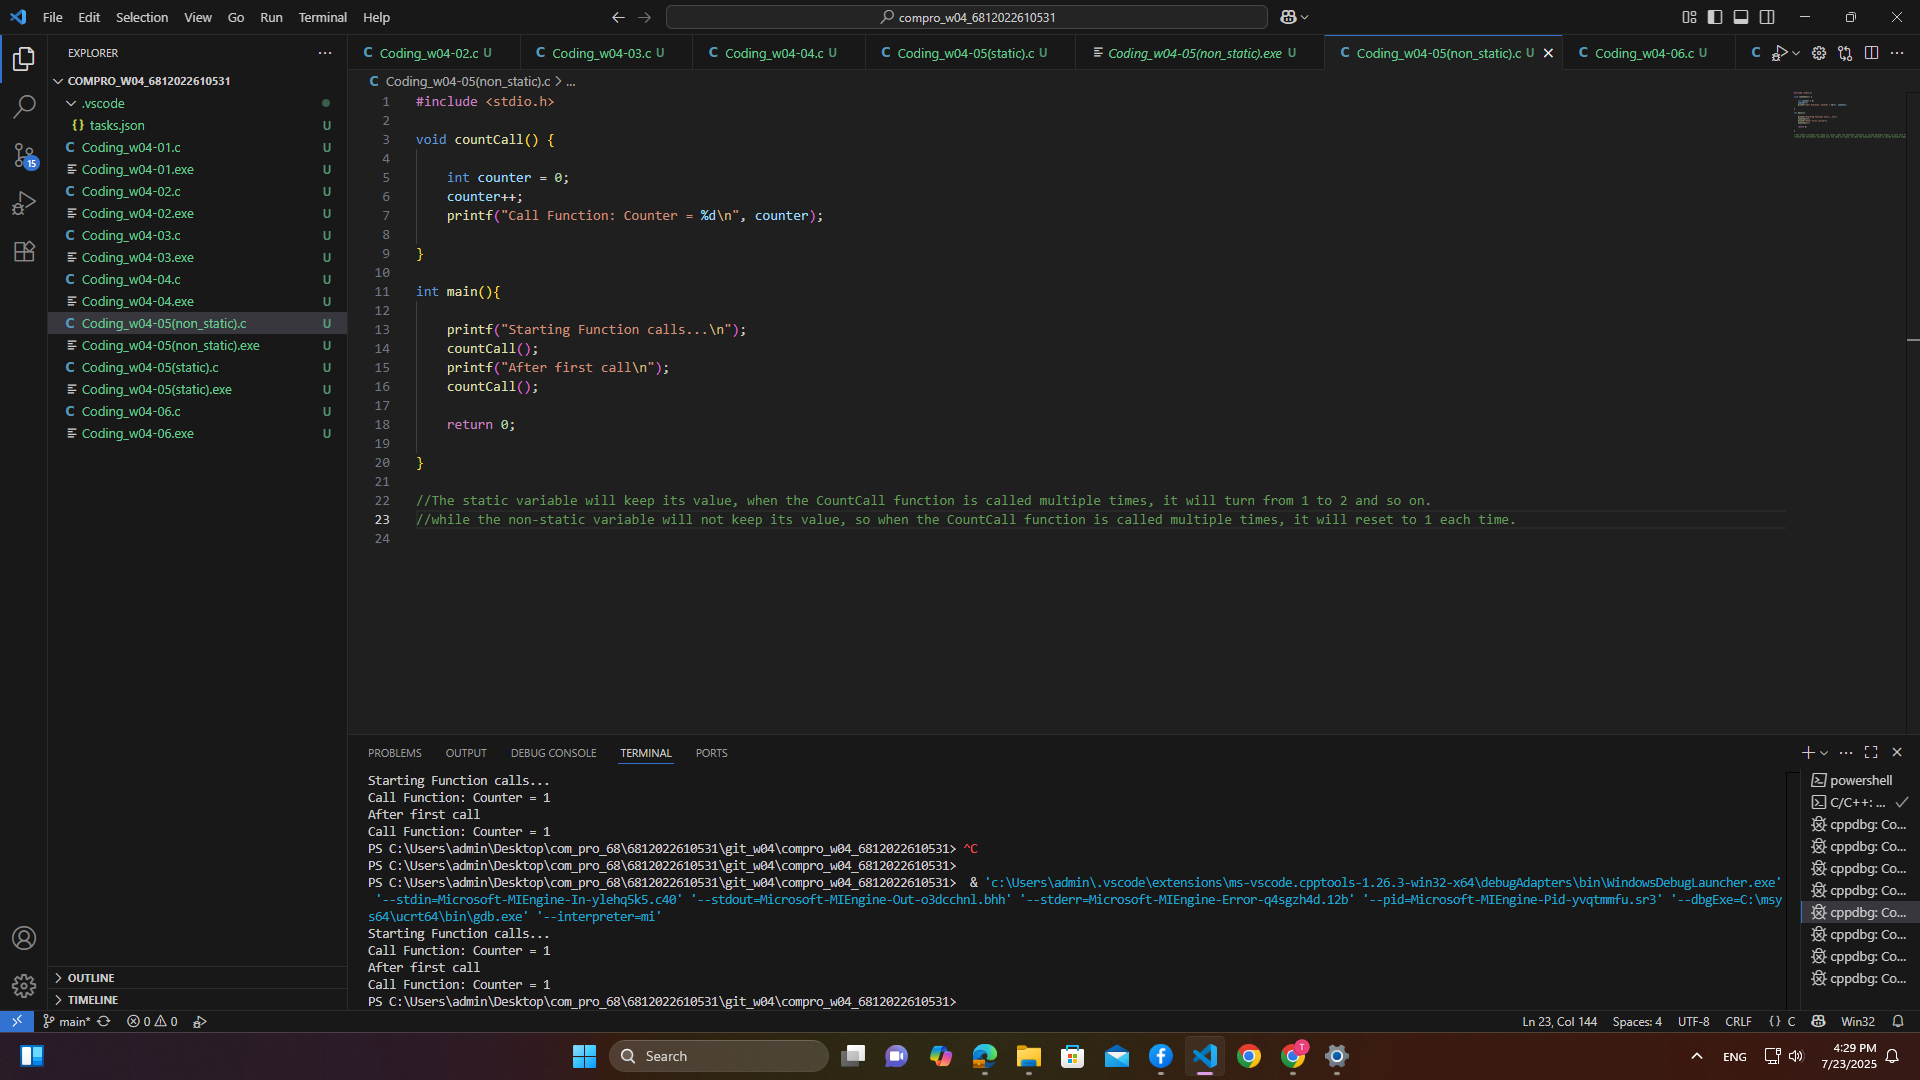 File Edit Selection View Go Run Terminal Help
compro_w04_6812022610531
EXPLORER
COMPRO_W04_6812022610531
.vscode
tasks.json U
Coding_w04-01.c U
Coding_w04-01.exe U
Coding_w04-02.c U
Coding_w04-02.exe U
Coding_w04-03.c U
Coding_w04-03.exe U
Coding_w04-04.c U
Coding_w04-04.exe U
Coding_w04-05(non_static).c U
Coding_w04-05(non_static).exe U
Coding_w04-05(static).c U
Coding_w04-05(static).exe U
Coding_w04-06.c U
Coding_w04-06.exe U
OUTLINE
TIMELINE
15
C Coding_w04-02.c U C Coding_w04-03.c U C Coding_w04-04.c U C Coding_w04-05(static).c U Coding_w04-05(non_static).exe U C Coding_w04-05(non_static).c U C Coding_w04-06.c U C
C Coding_w04-05(non_static).c > ...
1 #include <stdio.h>
2
3 void countCall() {
4
5 int counter = 0;
6 counter++;
7 printf("Call Function: Counter = %d\n", counter);
8
9 }
10
11 int main(){
12
13 printf("Starting Function calls...\n");
14 countCall();
15 printf("After first call\n");
16 countCall();
17
18 return 0;
19
20 }
21
22 //The static variable will keep its value, when the CountCall function is called multiple times, it will turn from 1 to 2 and so on.
23 //while the non-static variable will not keep its value, so when the CountCall function is called multiple times, it will reset to 1 each time.
24
PROBLEMS OUTPUT DEBUG CONSOLE TERMINAL PORTS
Starting Function calls...
Call Function: Counter = 1
After first call
Call Function: Counter = 1
PS C:\Users\admin\Desktop\com_pro_68\6812022610531\git_w04\compro_w04_6812022610531> ^C
PS C:\Users\admin\Desktop\com_pro_68\6812022610531\git_w04\compro_w04_6812022610531>
PS C:\Users\admin\Desktop\com_pro_68\6812022610531\git_w04\compro_w04_6812022610531> & 'c:\Users\admin\.vscode\extensions\ms-vscode.cpptools-1.26.3-win32-x64\debugAdapters\bin\WindowsDebugLauncher.exe'
'--stdin=Microsoft-MIEngine-In-ylehq5k5.c40' '--stdout=Microsoft-MIEngine-Out-o3dcchnl.bhh' '--stderr=Microsoft-MIEngine-Error-q4sgzh4d.12b' '--pid=Microsoft-MIEngine-Pid-yvqtmmfu.sr3' '--dbgExe=C:\msy
s64\ucrt64\bin\gdb.exe' '--interpreter=mi'
Starting Function calls...
Call Function: Counter = 1
After first call
Call Function: Counter = 1
PS C:\Users\admin\Desktop\com_pro_68\6812022610531\git_w04\compro_w04_6812022610531>
powershell
C/C++: ...
cppdbg: Co...
cppdbg: Co...
cppdbg: Co...
cppdbg: Co...
cppdbg: Co...
cppdbg: Co...
cppdbg: Co...
cppdbg: Co...
main* 0 0
Ln 23, Col 144 Spaces: 4 UTF-8 CRLF {} C Win32
Search
T
ENG
4:29 PM
7/23/2025